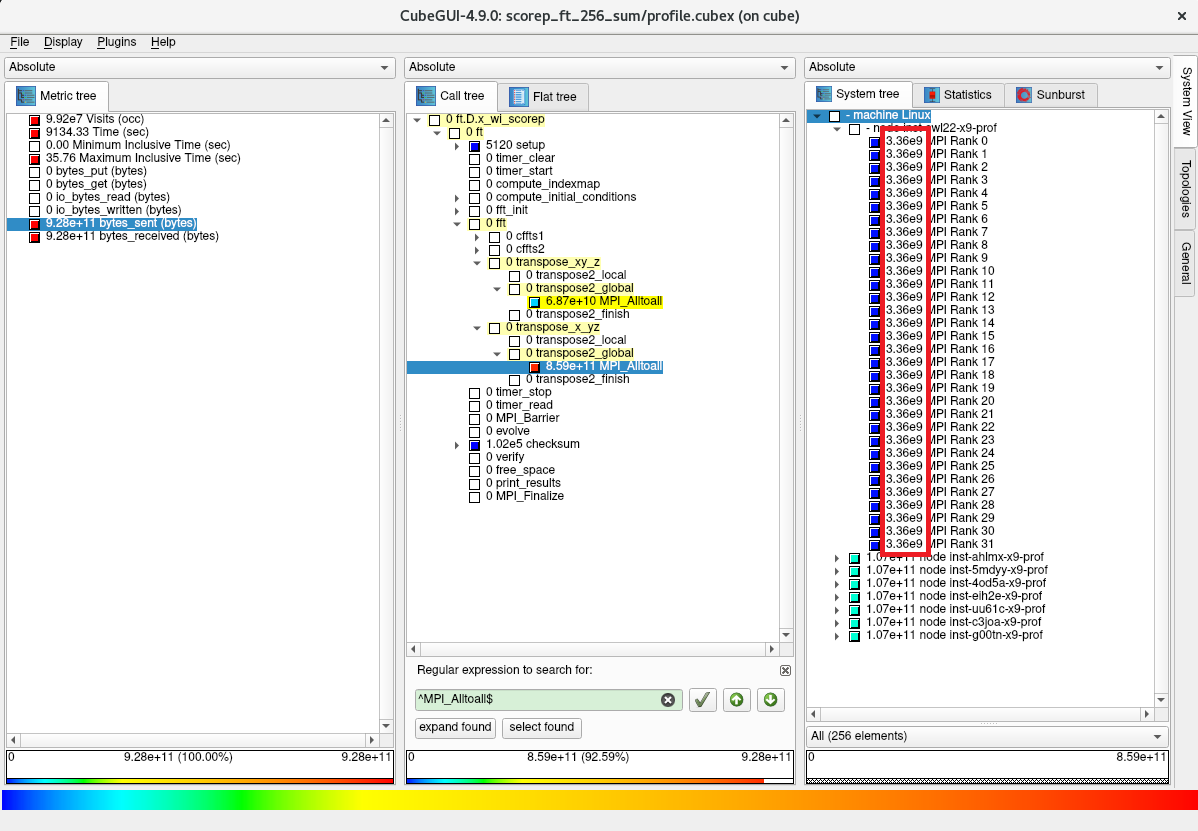 CubeGUI-4.9.0: scorep_ft_256_sum/profile.cubex (on cube)
File Display Plugins Help
Absolute
Metric tree
9.92e7 Visits (occ)
9134.33 Time (sec)
0.00 Minimum Inclusive Time (sec)
35.76 Maximum Inclusive Time (sec)
0 bytes_put (bytes)
0 bytes_get (bytes)
0 io_bytes_read (bytes)
0 io_bytes_written (bytes)
9.28e+11 bytes_sent (bytes)
9.28e+11 bytes_received (bytes)
0 9.28e+11 (100.00%) 9.28e+11
Absolute
Call tree Flat tree
0 ft.D.x_wi_scorep
0 ft
5120 setup
0 timer_clear
0 timer_start
0 compute_indexmap
0 compute_initial_conditions
0 fft_init
0 fft
0 cffts1
0 cffts2
0 transpose_xy_z
0 transpose2_local
0 transpose2_global
6.87e+10 MPI_Alltoall
0 transpose2_finish
0 transpose_x_yz
0 transpose2_local
0 transpose2_global
8.59e+11 MPI_Alltoall
0 transpose2_finish
0 timer_stop
0 timer_read
0 MPI_Barrier
0 evolve
1.02e5 checksum
0 verify
0 free_space
0 print_results
0 MPI_Finalize
Regular expression to search for:
^MPI_Alltoall$
expand found select found
0 8.59e+11 (92.59%) 9.28e+11
Absolute
System tree Statistics Sunburst
- machine Linux
- node wl22-x9-prof
3.36e9 MPI Rank 0
3.36e9 MPI Rank 1
3.36e9 MPI Rank 2
3.36e9 MPI Rank 3
3.36e9 MPI Rank 4
3.36e9 MPI Rank 5
3.36e9 MPI Rank 6
3.36e9 MPI Rank 7
3.36e9 MPI Rank 8
3.36e9 MPI Rank 9
3.36e9 MPI Rank 10
3.36e9 MPI Rank 11
3.36e9 MPI Rank 12
3.36e9 MPI Rank 13
3.36e9 MPI Rank 14
3.36e9 MPI Rank 15
3.36e9 MPI Rank 16
3.36e9 MPI Rank 17
3.36e9 MPI Rank 18
3.36e9 MPI Rank 19
3.36e9 MPI Rank 20
3.36e9 MPI Rank 21
3.36e9 MPI Rank 22
3.36e9 MPI Rank 23
3.36e9 MPI Rank 24
3.36e9 MPI Rank 25
3.36e9 MPI Rank 26
3.36e9 MPI Rank 27
3.36e9 MPI Rank 28
3.36e9 MPI Rank 29
3.36e9 MPI Rank 30
3.36e9 MPI Rank 31
1.07e+11 node inst-ahlmx-x9-prof
1.07e+11 node inst-5mdyy-x9-prof
1.07e+11 node inst-4od5a-x9-prof
1.07e+11 node inst-eih2e-x9-prof
1.07e+11 node inst-uu61c-x9-prof
1.07e+11 node inst-c3joa-x9-prof
1.07e+11 node inst-g00tn-x9-prof
All (256 elements)
0 8.59e+11
System View
Topologies
General